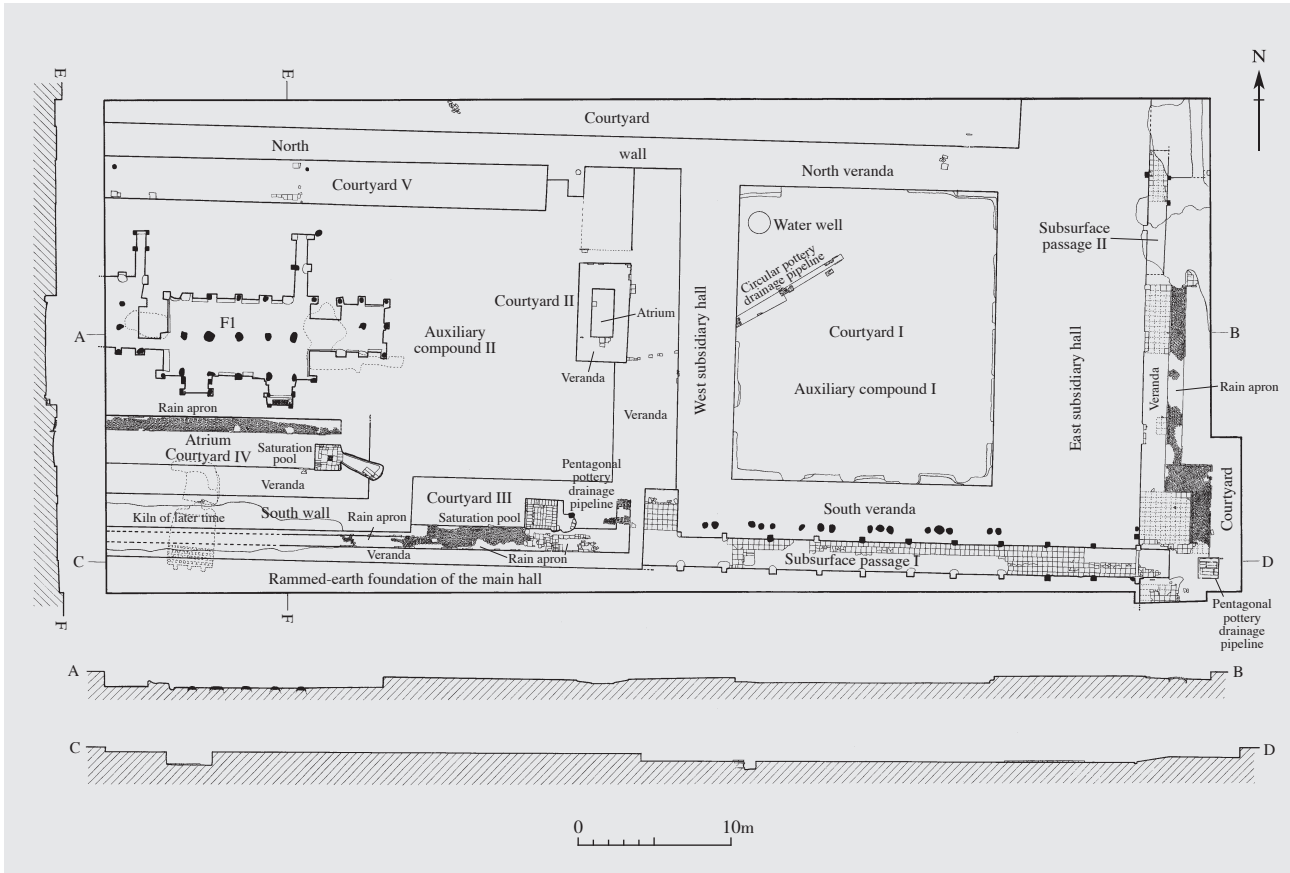 N
E
E
Courtyard
North
wall
Courtyard V
North veranda
Water well
Subsurface
passage II
Circular pottery
drainage pipeline
Courtyard II
Atrium
F1
A
Auxiliary
compound II
Veranda
West subsidiary hall
Courtyard I
Auxiliary compound I
East subsidiary hall
B
Veranda
Rain apron
Veranda
Rain apron
Atrium
Courtyard IV
Saturation
pool
Veranda
Pentagonal
pottery
drainage
pipeline
Courtyard III
Saturation pool
South wall
Kiln of later time
Rain apron
Veranda
Rain apron
South veranda
Courtyard
C
Subsurface passage I
D
Rammed-earth foundation of the main hall
Pentagonal
pottery
drainage
pipeline
F
F
A
B
C
D
0
10m